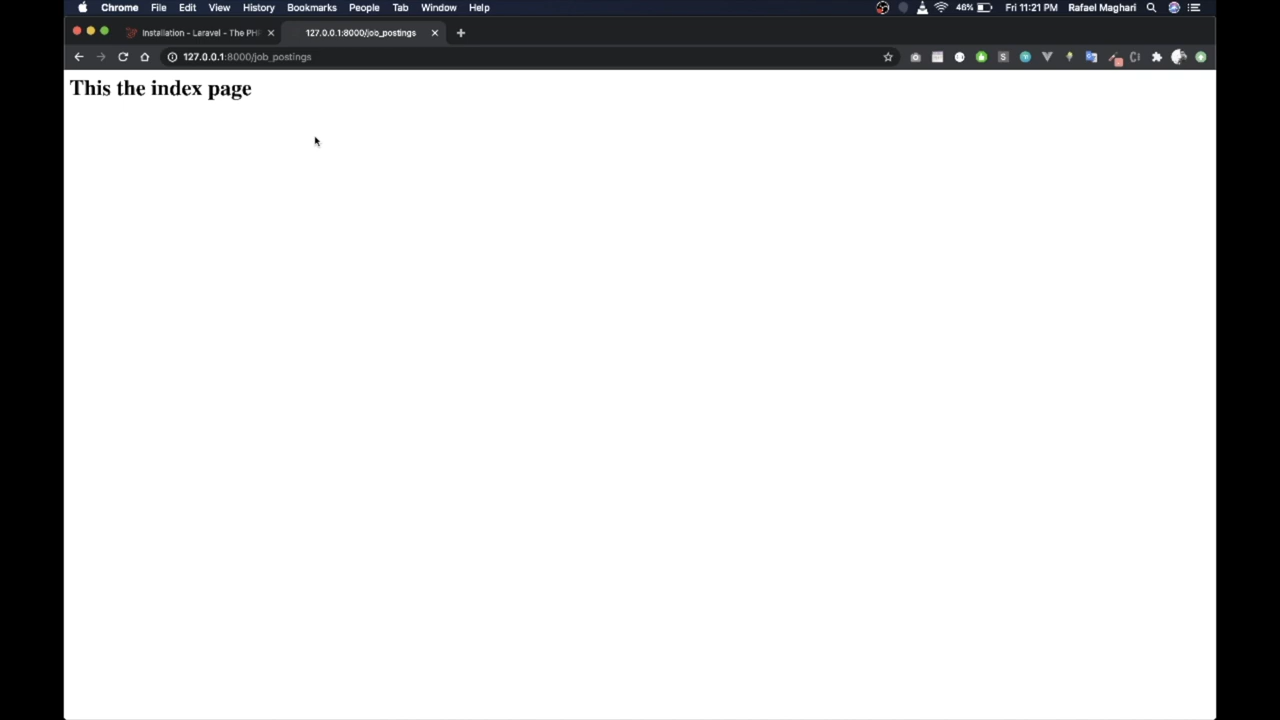 Chrome File Edit View History Bookmarks People Tab Window Help 46% Fri 11:21 PM Rafael Maghari
Installation - Laravel - The PH 127.0.0.1:8000/job_postings
127.0.0.1:8000/job_postings
This the index page